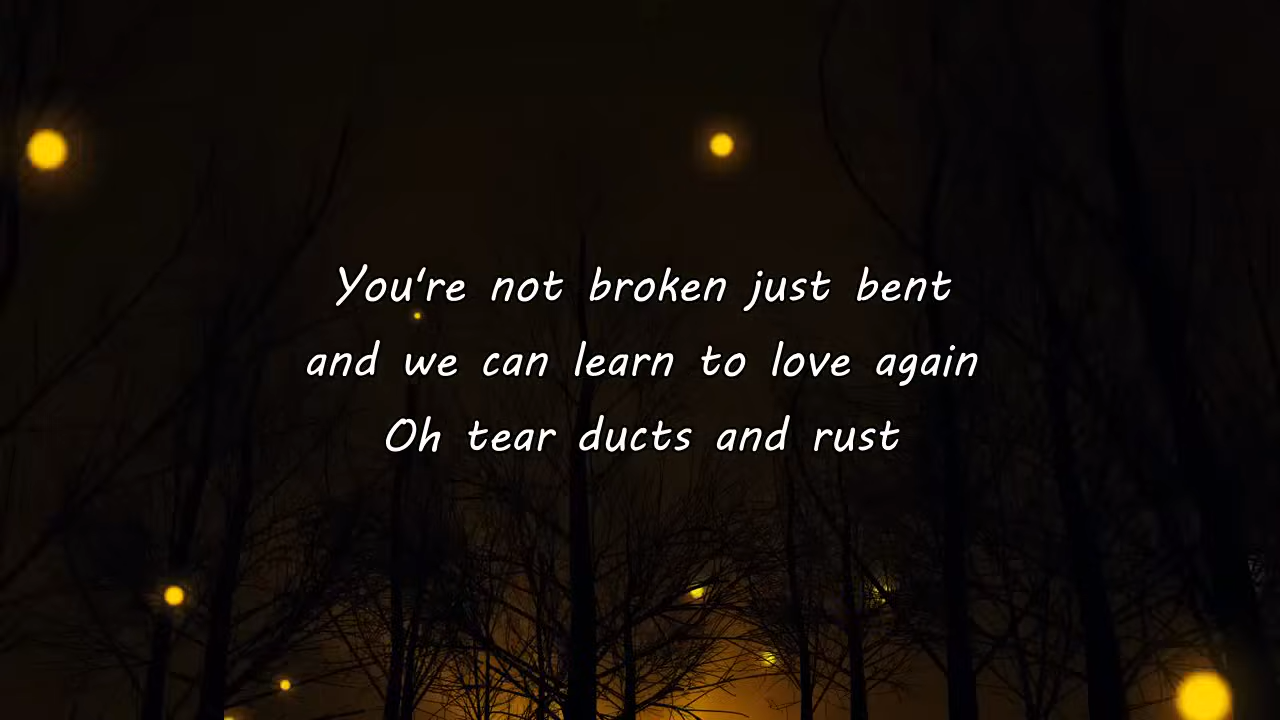 You're not broken just bent
and we can learn to love again
Oh tear ducts and rust